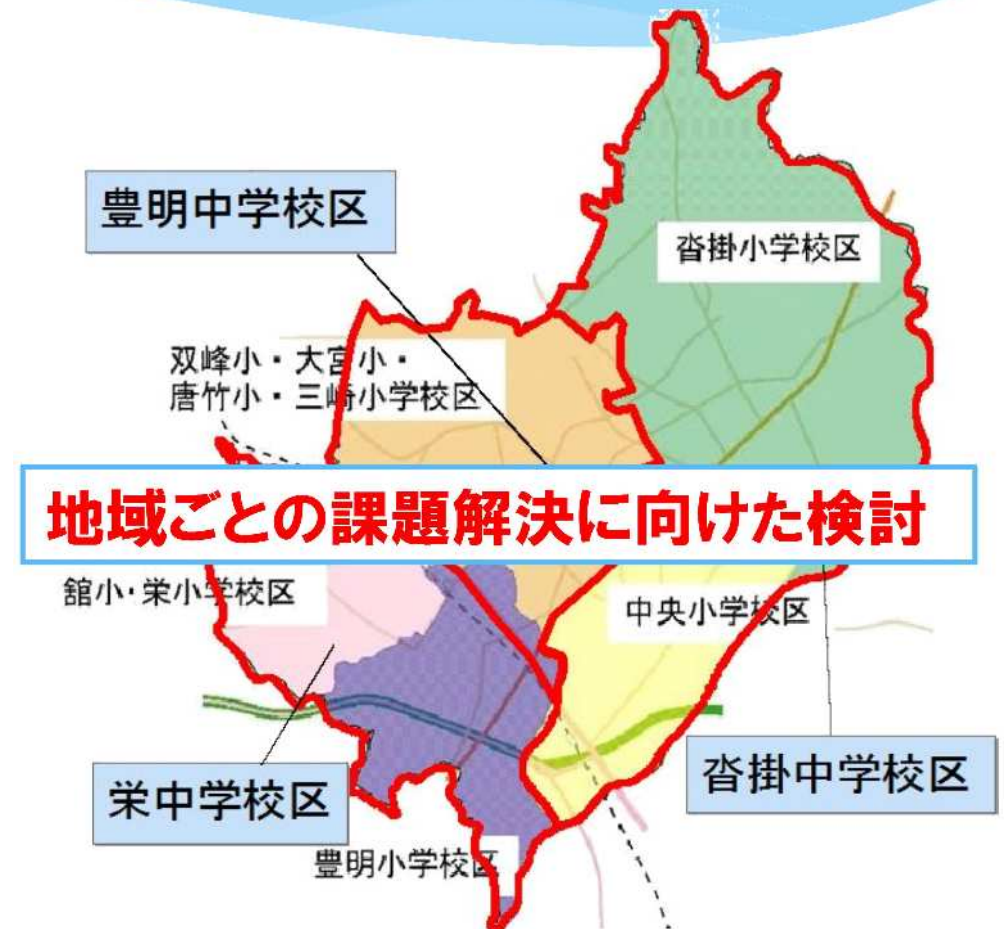 豊明中学校区
沓掛小学校区
双峰小・大宮小・
唐竹小・三崎小学校区
地域ごとの課題解決に向けた検討
舘小・栄小学校区
中央小学校区
沓掛中学校区
栄中学校区
豊明小学校区